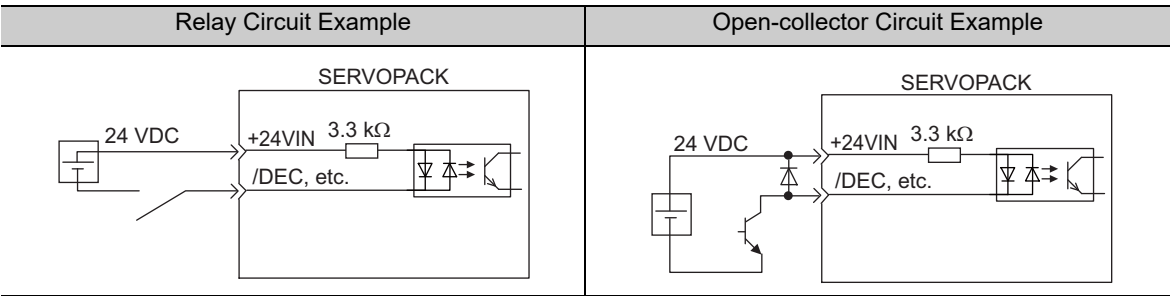 Relay Circuit Example
Open-collector Circuit Example
SERVOPACK
24 VDC
+24VIN
3.3 kΩ
/DEC, etc.
SERVOPACK
24 VDC
+24VIN
3.3 kΩ
/DEC, etc.